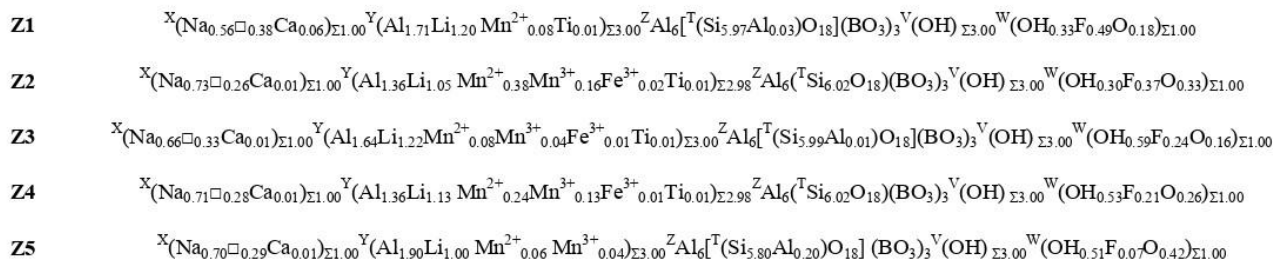 Z1 X(Na0.56□0.38Ca0.06)Σ1.00Y(Al1.71Li1.20 Mn2+0.08Ti0.01)Σ3.00ZAl6[T(Si5.97Al0.03)O18](BO3)3V(OH) Σ3.00W(OH0.33F0.49O0.18)Σ1.00
Z2 X(Na0.73□0.26Ca0.01)Σ1.00Y(Al1.36Li1.05 Mn2+0.38Mn3+0.16Fe3+0.02Ti0.01)Σ2.98ZAl6(TSi6.02O18)(BO3)3V(OH) Σ3.00W(OH0.30F0.37O0.33)Σ1.00
Z3 X(Na0.66□0.33Ca0.01)Σ1.00Y(Al1.64Li1.22Mn2+0.08Mn3+0.04Fe3+0.01Ti0.01)Σ3.00ZAl6[T(Si5.99Al0.01)O18](BO3)3V(OH) Σ3.00W(OH0.59F0.24O0.16)Σ1.00
Z4 X(Na0.71□0.28Ca0.01)Σ1.00Y(Al1.36Li1.13 Mn2+0.24Mn3+0.13Fe3+0.01Ti0.01)Σ2.98ZAl6(TSi6.02O18)(BO3)3V(OH) Σ3.00W(OH0.53F0.21O0.26)Σ1.00
Z5 X(Na0.70□0.29Ca0.01)Σ1.00Y(Al1.90Li1.00 Mn2+0.06 Mn3+0.04)Σ3.00ZAl6[T(Si5.80Al0.20)O18] (BO3)3V(OH) Σ3.00W(OH0.51F0.07O0.42)Σ1.00